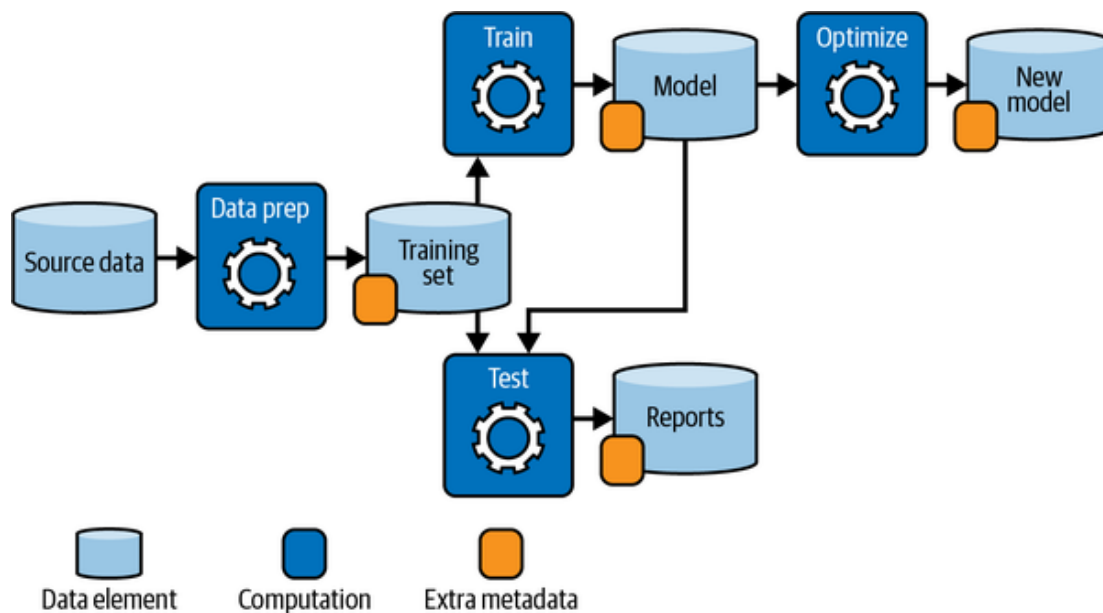 Train
Model
Optimize
New
model
Source data
Data prep
Training
set
Test
Reports
Data element
Computation
Extra metadata